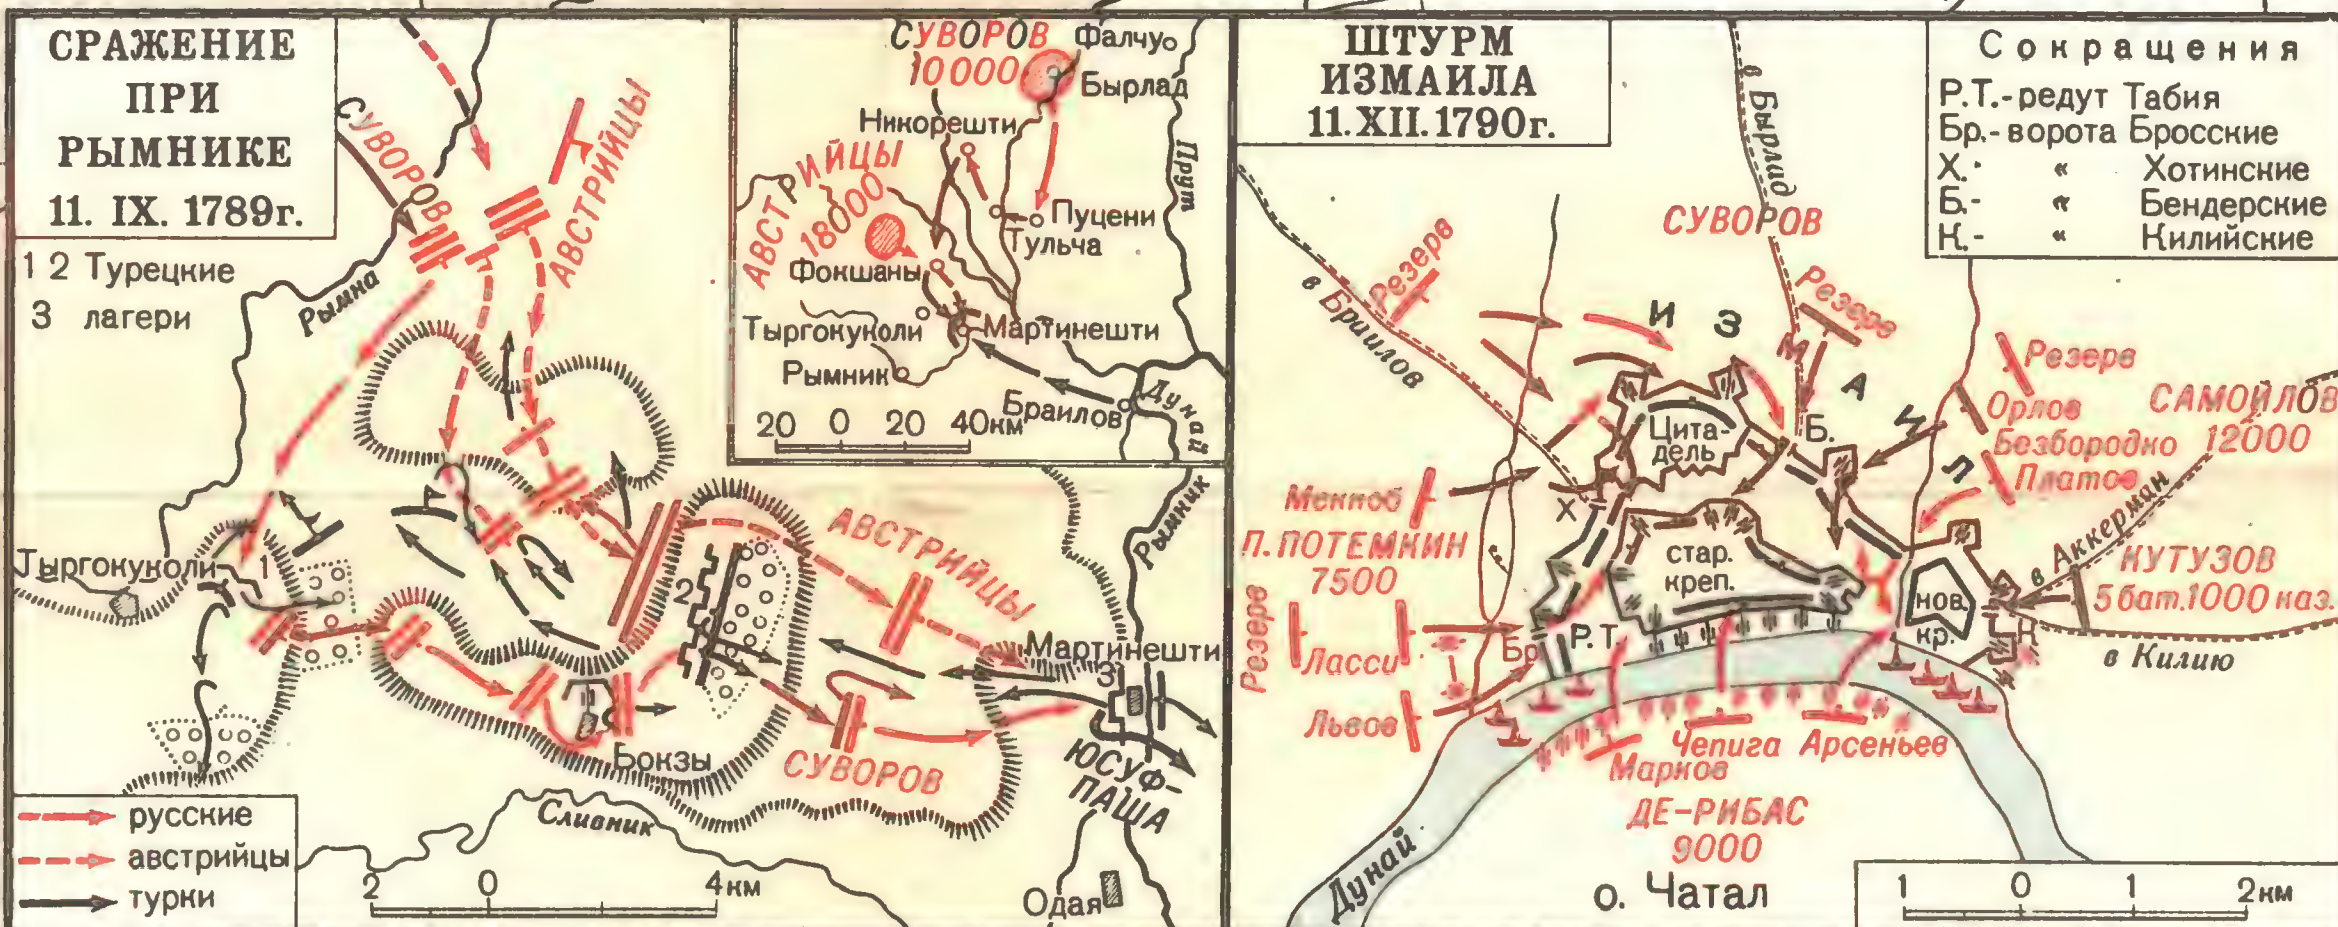 СРАЖЕНИЕ
ПРИ
РЫМНИКЕ
11. IX. 1789г.
1 2 Турецкие
3 лагери
СУВОРОВ
АВСТРИЙЦЫ
Рымна
Тыргокуколи
1
2
АВСТРИЙЦЫ
Мартинешти
3
Рымник
Бокзы
СУВОРОВ
ЮСУФ-
ПАША
Сливник
Одая
русские
австрийцы
турки
2 0 4км
СУВОРОВ
10000
Фалчу
Бырлад
Никорешти
АВСТРИЙЦЫ
18000
Прут
Пуцени
Тульча
Фокшаны
Тыргокуколи
Мартинешти
Рымник
Браилов
Дунай
20 0 20 40км
ШТУРМ
ИЗМАИЛА
11.XII.1790г.
Сокращения
Р.Т.-редут Табия
Бр.-ворота Бросские
Х.- « Хотинские
Б.- « Бендерские
К.- « Килийские
в Бырлад
СУВОРОВ
Резерв
Резерв
в Браилов
ИЗМАИЛ
Резерв
Орлов
САМОЙЛОВ
12000
Безбородко
Платов
Цита-
дель
Б.
Мекноб
Х
П.ПОТЕМКИН
7500
стар.
креп.
в Аккерман
КУТУЗОВ
5бат.1000каз.
нов.
кр.
К.
в Килию
Резерв
Ласси
Бр.
Р.Т.
Львов
Чепига
Арсеньев
Марков
ДЕ-РИБАС
9000
Дунай
о. Чатал
1 0 1 2км